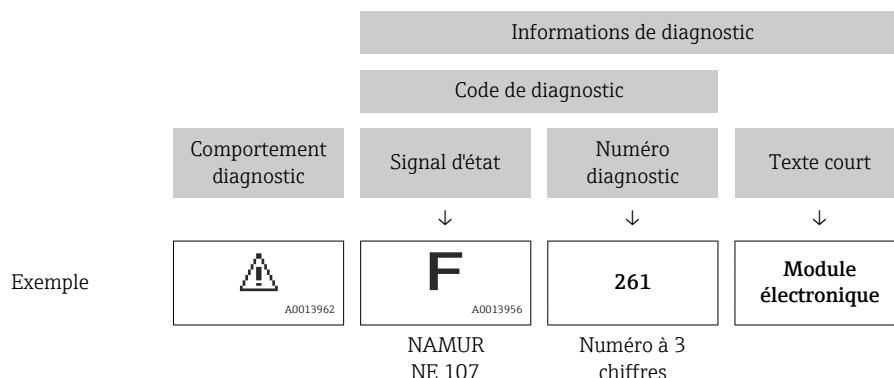 Informations de diagnostic
Code de diagnostic
Comportement
diagnostic
Signal d'état
Numéro
diagnostic
Texte court
↓ ↓ ↓
Exemple
A0013962
F
A0013956
261
Module
électronique
NAMUR
NE 107
Numéro à 3
chiffres